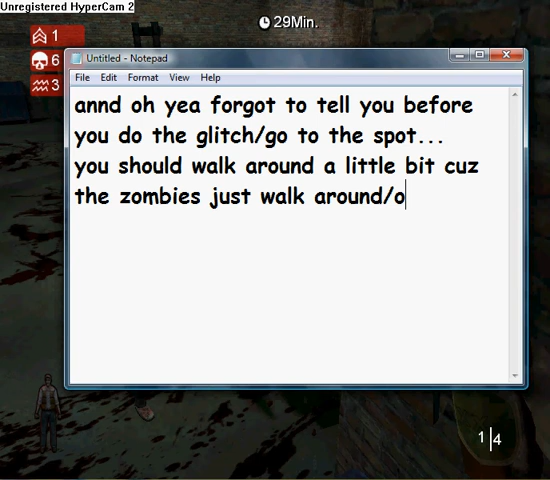 Unregistered HyperCam 2
29Min.
1
6
3
Untitled - Notepad
File Edit Format View Help
annd oh yea forgot to tell you before
you do the glitch/go to the spot...
you should walk around a little bit cuz
the zombies just walk around/o
1|4